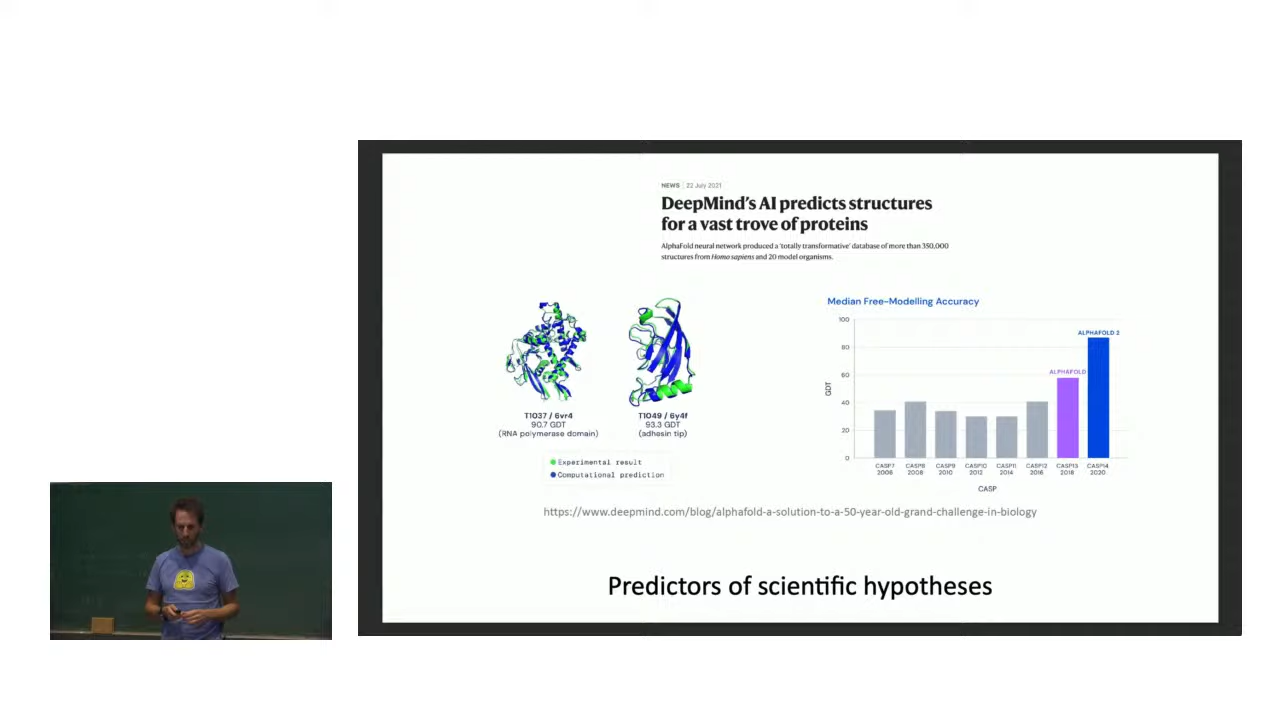 NEWS | 22 July 2021
DeepMind's AI predicts structures
for a vast trove of proteins
AlphaFold neural network produced a 'totally transformative' database of more than 350,000
structures from Homo sapiens and 20 model organisms.
T1037 / 6vr4
90.7 GDT
(RNA polymerase domain)
T1049 / 6y4f
93.3 GDT
(adhesin tip)
Experimental result
Computational prediction
Median Free-Modelling Accuracy
100
80
60
40
20
0
GDT
ALPHAFOLD
ALPHAFOLD 2
CASP7
2006
CASP8
2008
CASP9
2010
CASP10
2012
CASP11
2014
CASP12
2016
CASP13
2018
CASP14
2020
CASP
https://www.deepmind.com/blog/alphafold-a-solution-to-a-50-year-old-grand-challenge-in-biology
Predictors of scientific hypotheses